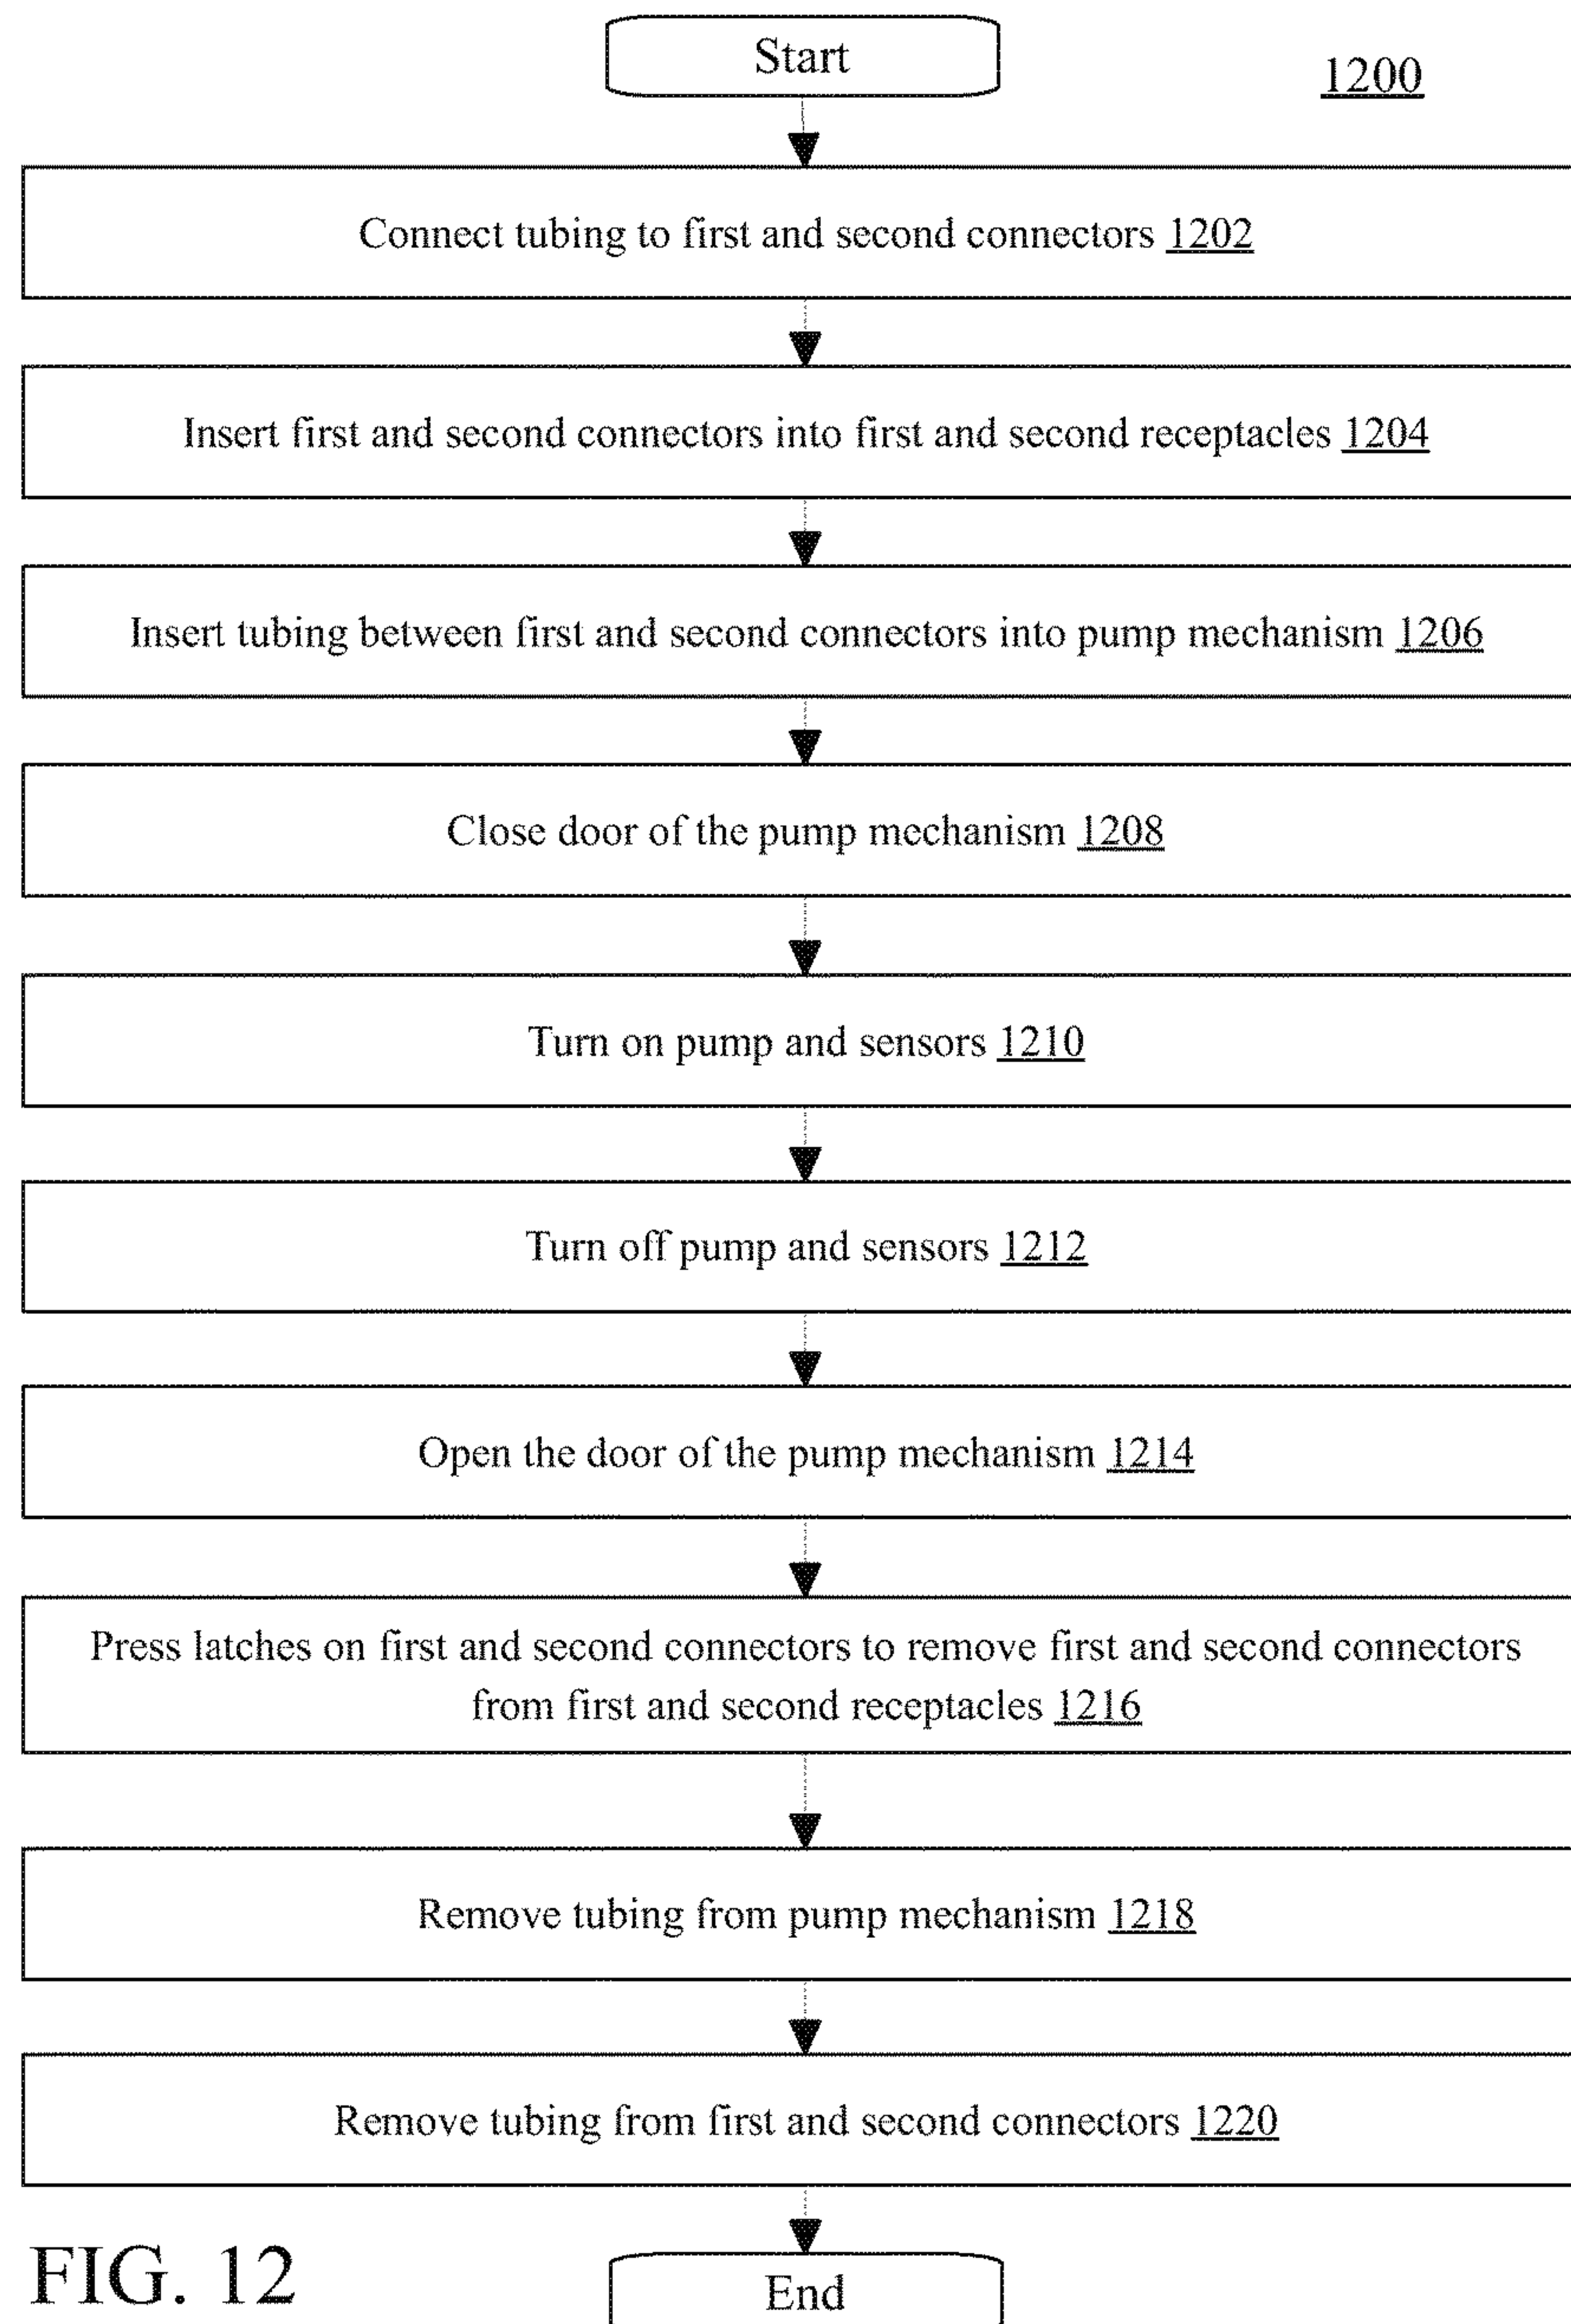 Start
1200
Connect tubing to first and second connectors 1202
Insert first and second connectors into first and second receptacles 1204
Insert tubing between first and second connectors into pump mechanism 1206
Close door of the pump mechanism 1208
Turn on pump and sensors 1210
Turn off pump and sensors 1212
Open the door of the pump mechanism 1214
Press latches on first and second connectors to remove first and second connectors
from first and second receptacles 1216
Remove tubing from pump mechanism 1218
Remove tubing from first and second connectors 1220
FIG. 12
End